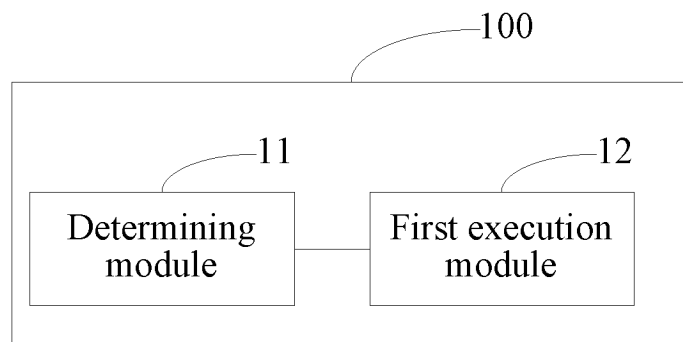 100
11
12
Determining
module
First execution
module